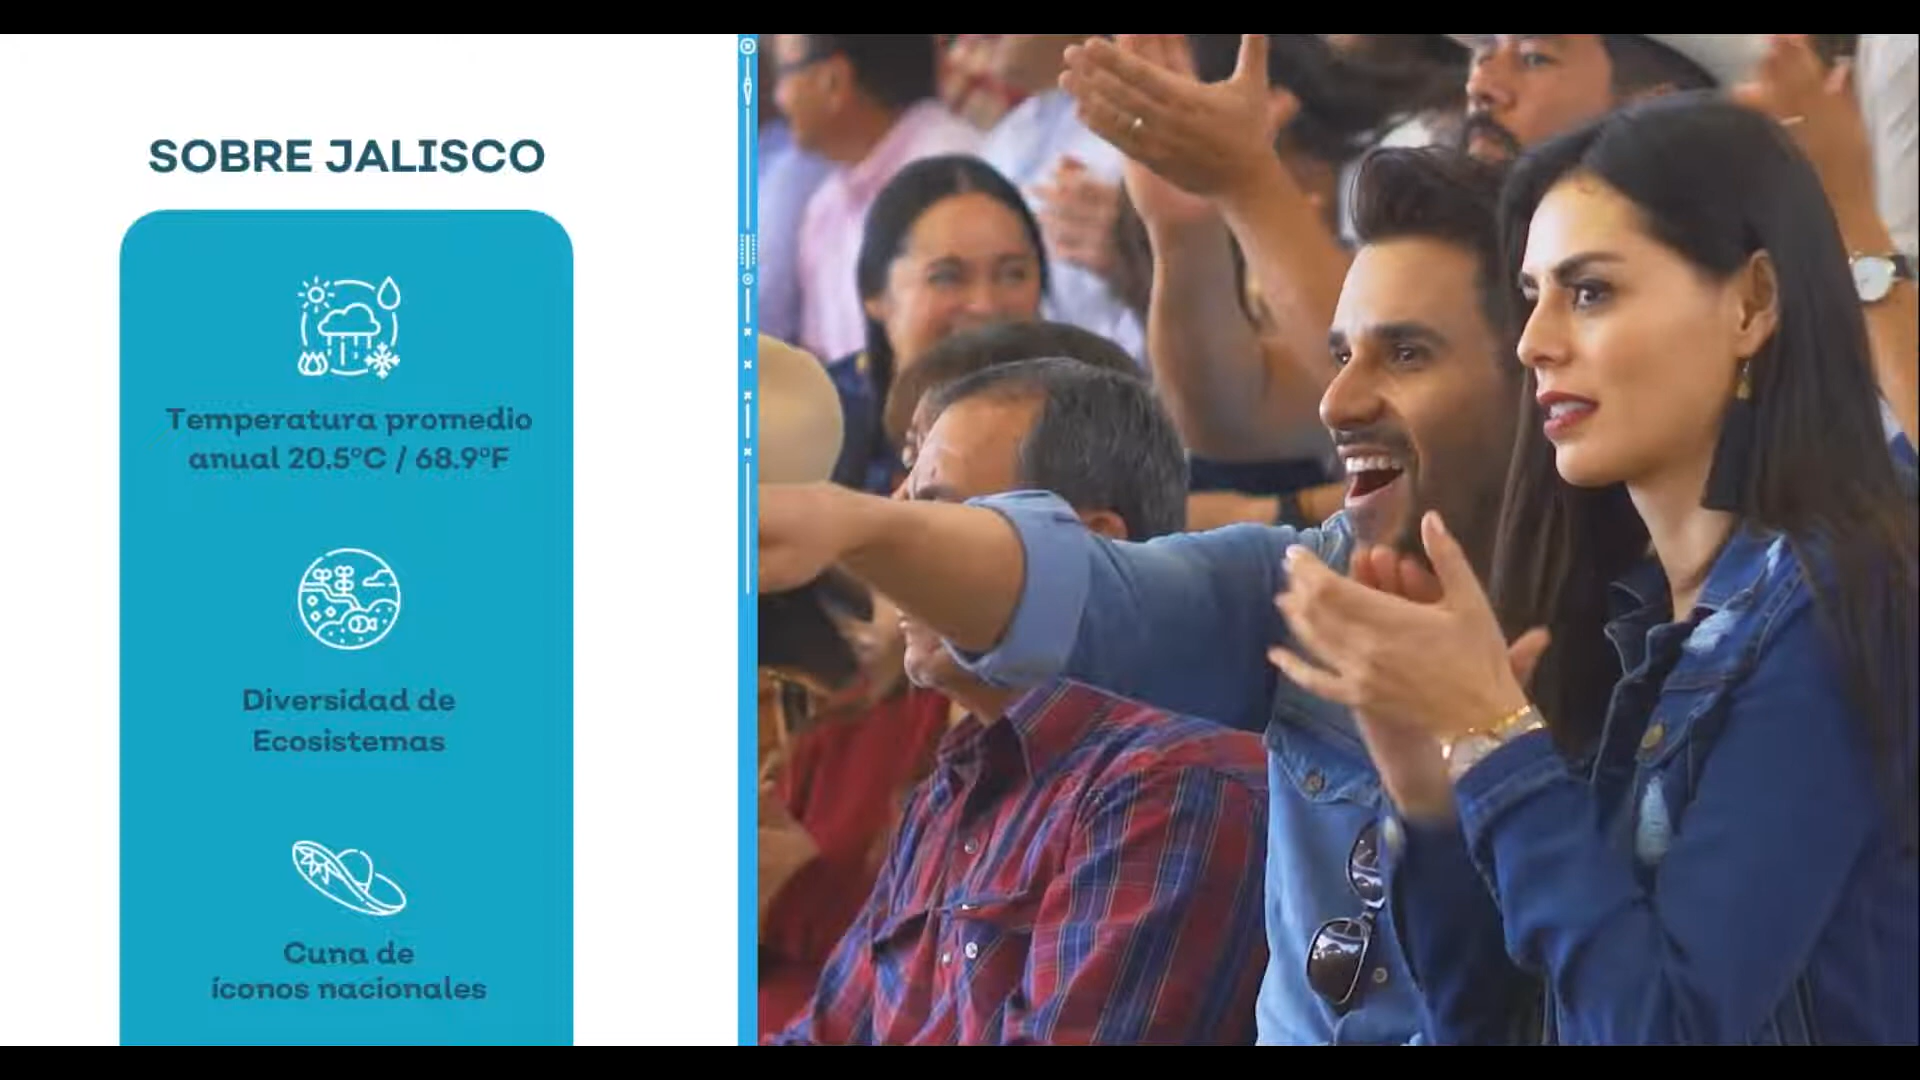 SOBRE JALISCO
Temperatura promedio
anual 20.5°C / 68.9°F
Diversidad de
Ecosistemas
Cuna de
íconos nacionales